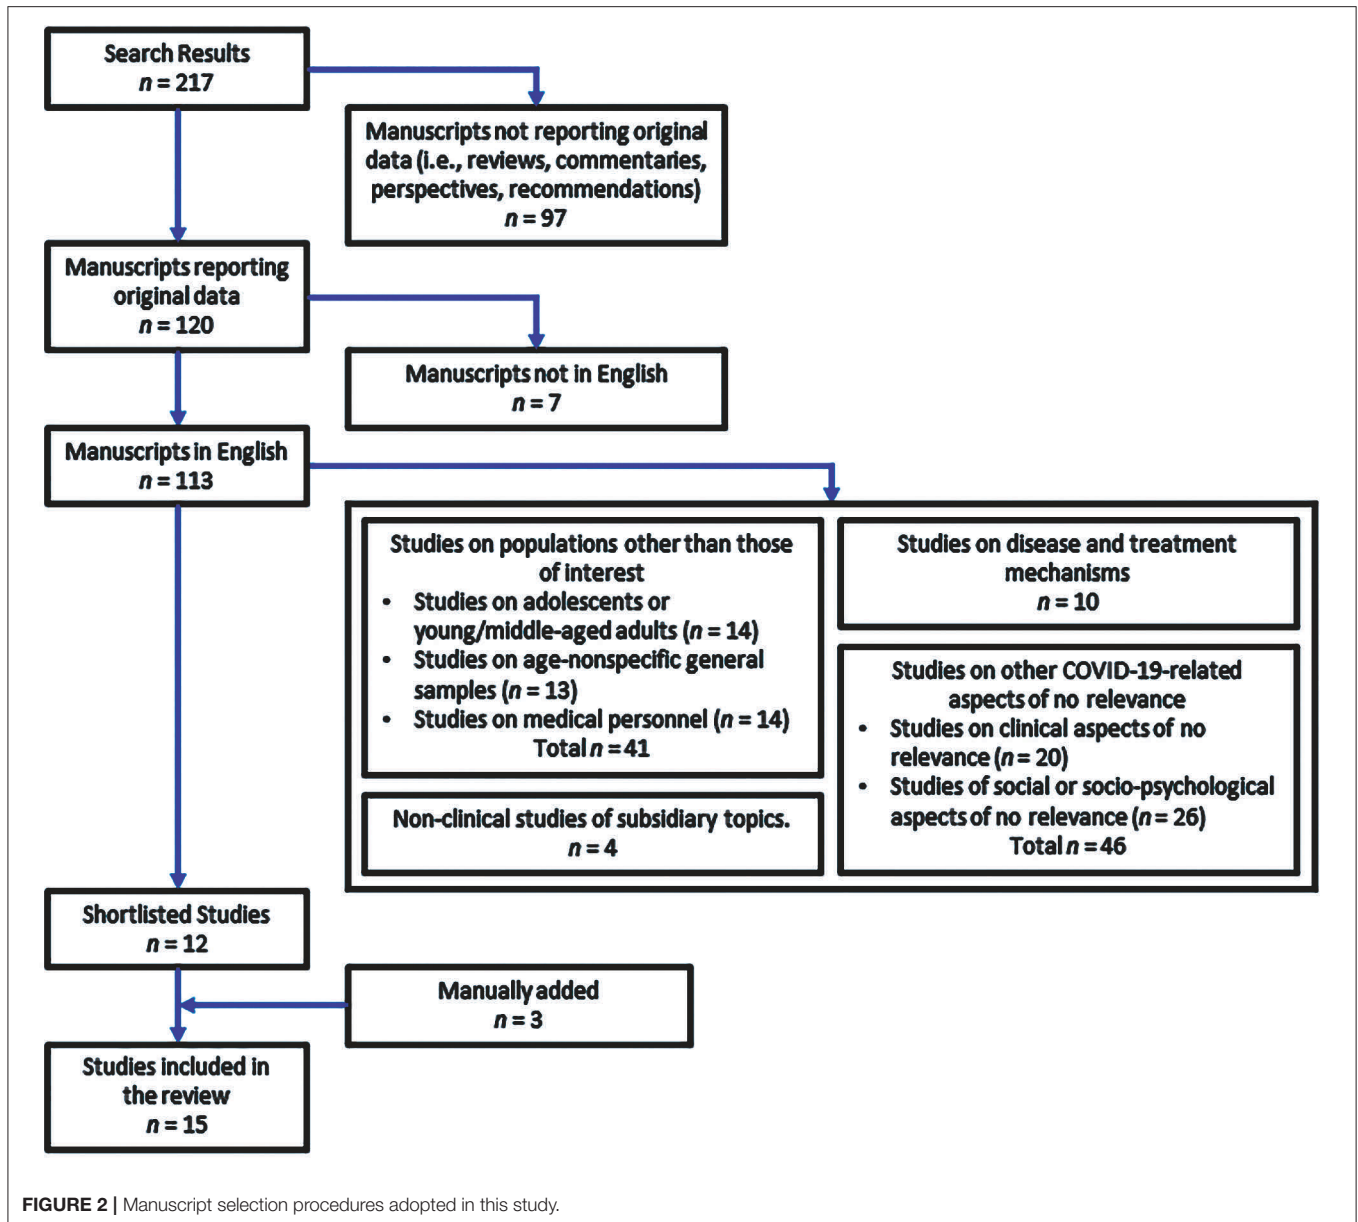 Search Results
n = 217
Manuscripts not reporting original
data (i.e., reviews, commentaries,
perspectives, recommendations)
n = 97
Manuscripts reporting
original data
n = 120
Manuscripts not in English
n = 7
Manuscripts in English
n = 113
Studies on populations other than those
of interest
• Studies on adolescents or
young/middle-aged adults (n = 14)
• Studies on age-nonspecific general
samples (n = 13)
• Studies on medical personnel (n = 14)
Total n = 41
Studies on disease and treatment
mechanisms
n = 10
Studies on other COVID-19-related
aspects of no relevance
• Studies on clinical aspects of no
relevance (n = 20)
• Studies of social or socio-psychological
aspects of no relevance (n = 26)
Total n = 46
Non-clinical studies of subsidiary topics.
n = 4
Shortlisted Studies
n = 12
Manually added
n = 3
Studies included in
the review
n = 15
FIGURE 2 | Manuscript selection procedures adopted in this study.